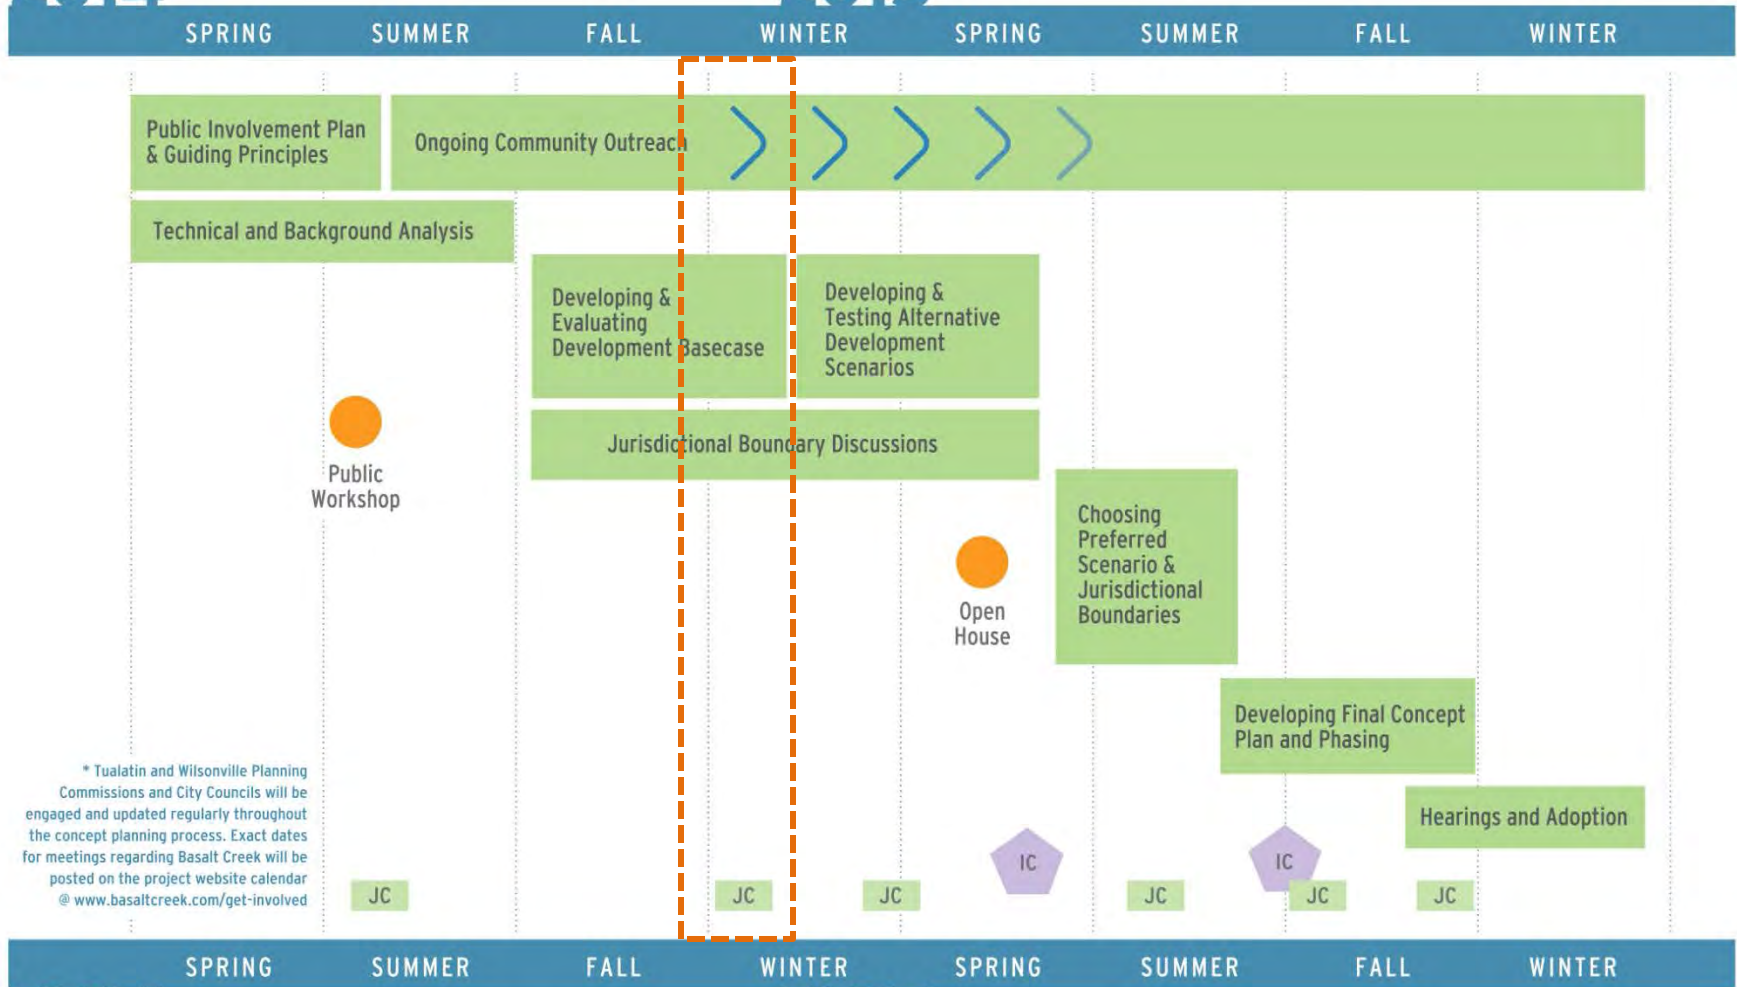 SPRING SUMMER FALL WINTER SPRING SUMMER FALL WINTER
Public Involvement Plan
& Guiding Principles
Ongoing Community Outreach
Technical and Background Analysis
Developing &
Evaluating
Development Basecase
Developing &
Testing Alternative
Development
Scenarios
Jurisdictional Boundary Discussions
Public
Workshop
Choosing
Preferred
Scenario &
Jurisdictional
Boundaries
Open
House
Developing Final Concept
Plan and Phasing
Hearings and Adoption
* Tualatin and Wilsonville Planning
Commissions and City Councils will be
engaged and updated regularly throughout
the concept planning process. Exact dates
for meetings regarding Basalt Creek will be
posted on the project website calendar
@ www.basaltcreek.com/get-involved
IC IC
JC JC JC JC JC JC
SPRING SUMMER FALL WINTER SPRING SUMMER FALL WINTER